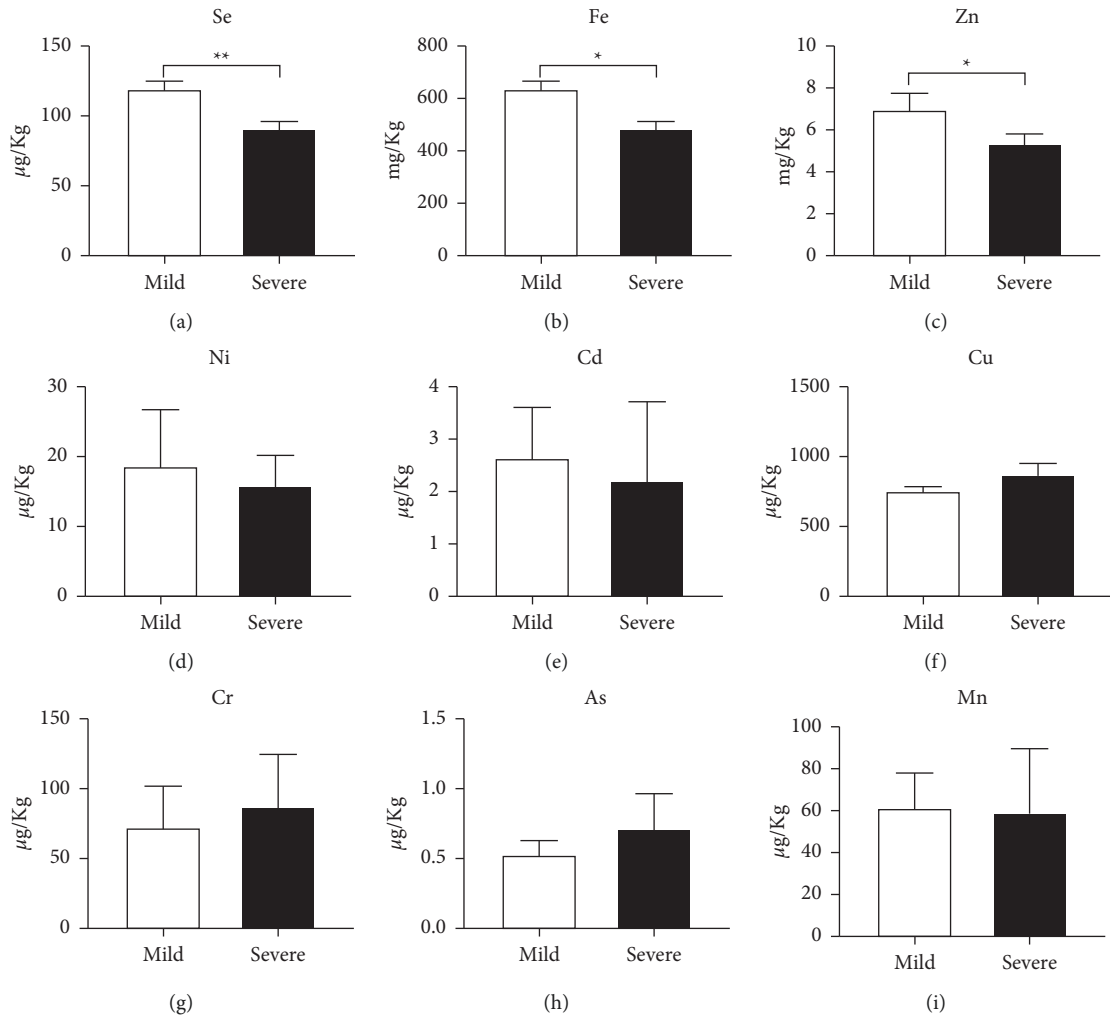 Se
**
150
100
50
0
μg/Kg
Mild Severe
(a)
Fe
*
800
600
400
200
0
mg/Kg
Mild Severe
(b)
Zn
*
10
8
6
4
2
0
mg/Kg
Mild Severe
(c)
Ni
30
20
10
0
μg/Kg
Mild Severe
(d)
Cd
4
3
2
1
0
μg/Kg
Mild Severe
(e)
Cu
1500
1000
500
0
μg/Kg
Mild Severe
(f)
Cr
150
100
50
0
μg/Kg
Mild Severe
(g)
As
1.5
1.0
0.5
0.0
μg/Kg
Mild Severe
(h)
Mn
100
80
60
40
20
0
μg/Kg
Mild Severe
(i)